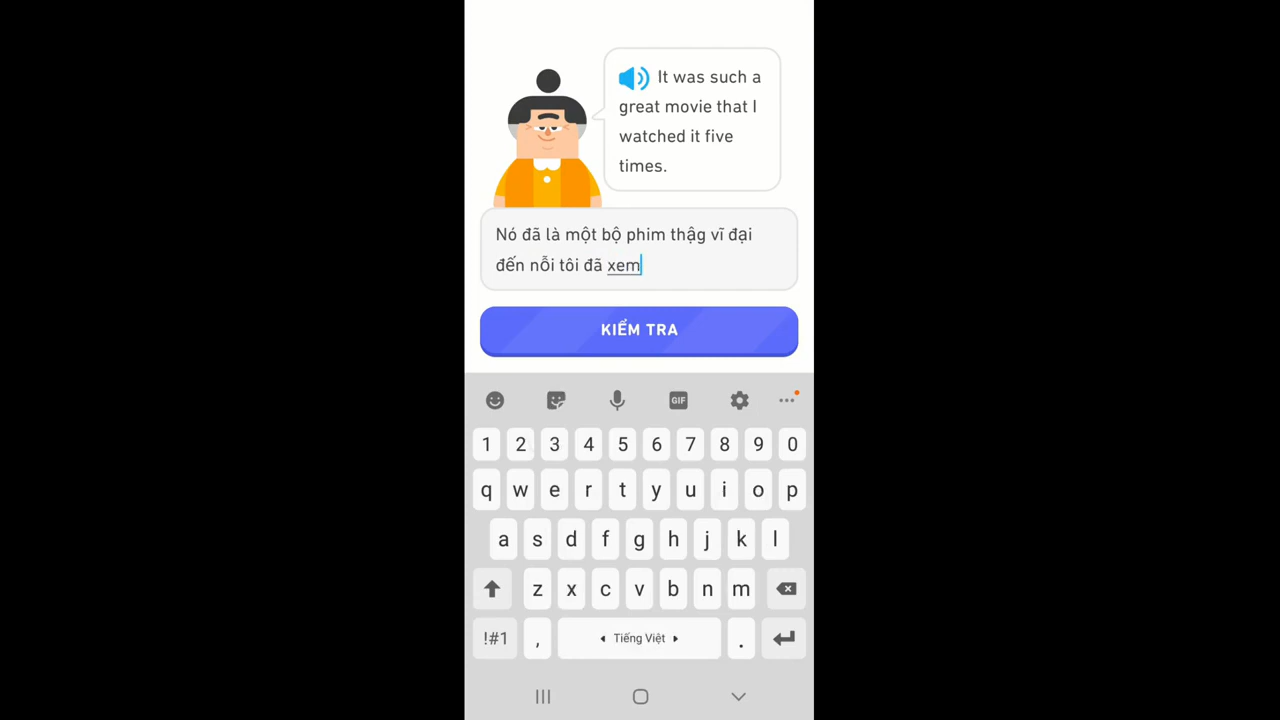 It was such a
great movie that I
watched it five
times.
Nó đã là một bộ phim thậg vĩ đại
đến nỗi tôi đã xem
KIỂM TRA
GIF
1 2 3 4 5 6 7 8 9 0
q w e r t y u i o p
a s d f g h j k l
z x c v b n m
!#1 , Tiếng Việt .